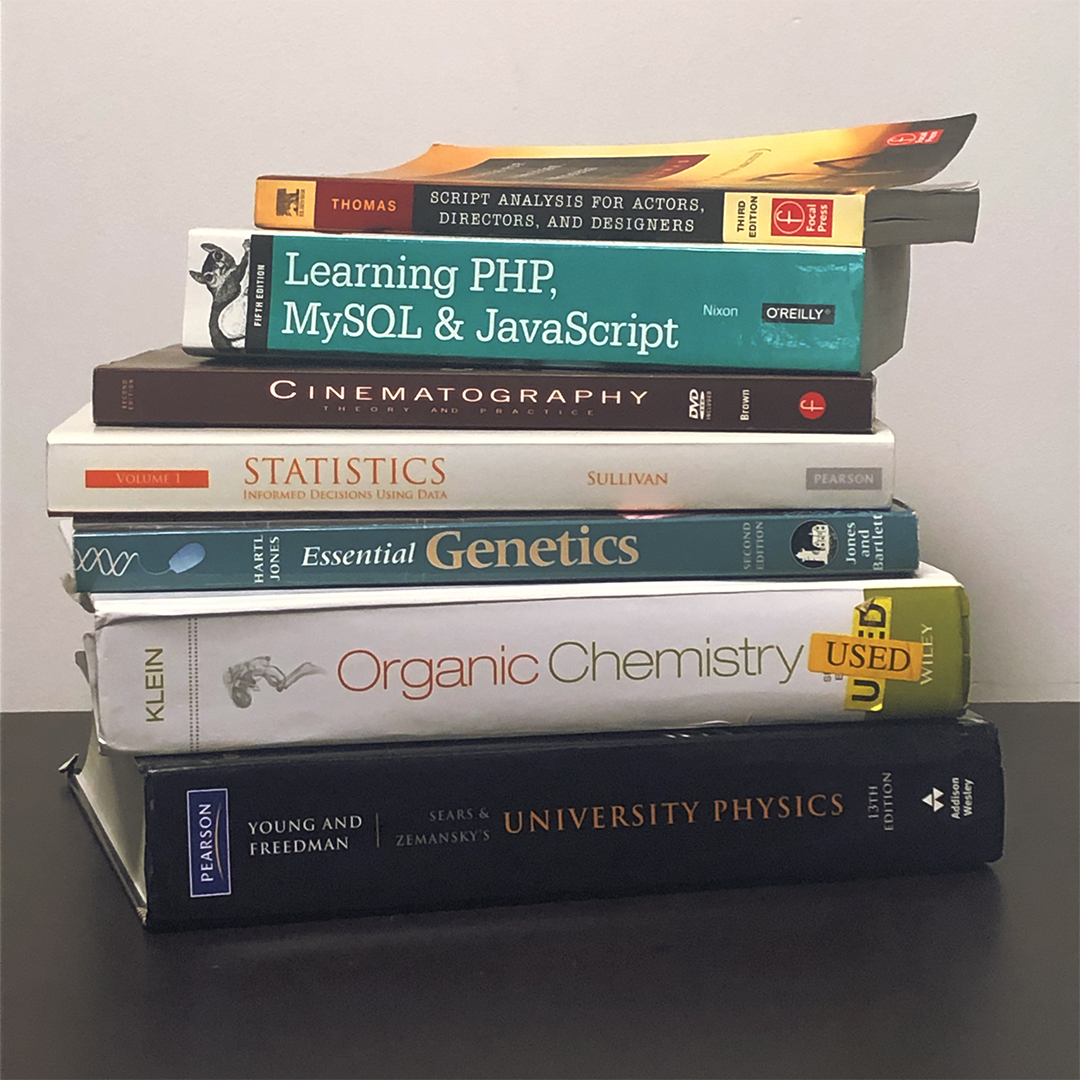 Focal Press
THOMAS
SCRIPT ANALYSIS FOR ACTORS,
DIRECTORS, AND DESIGNERS
THIRD
EDITION
Focal
Press
FIFTH EDITION
Learning PHP,
MySQL & JavaScript
Nixon
O'REILLY®
SECOND
EDITION
CINEMATOGRAPHY
THEORY AND PRACTICE
DVD
INCLUDED
Brown
VOLUME 1
STATISTICS
INFORMED DECISIONS USING DATA
SULLIVAN
PEARSON
HARTL
JONES
Essential Genetics
SECOND
EDITION
Jones
and
Bartlett
KLEIN
Organic Chemistry
USED
USED
WILEY
PEARSON
YOUNG AND
FREEDMAN
SEARS &
ZEMANSKY'S
UNIVERSITY PHYSICS
13TH
EDITION
Addison
Wesley